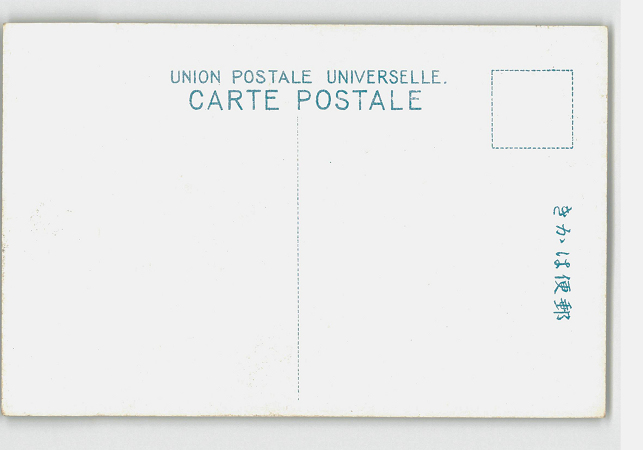 UNION POSTALE UNIVERSELLE.
CARTE POSTALE
郵便はかき